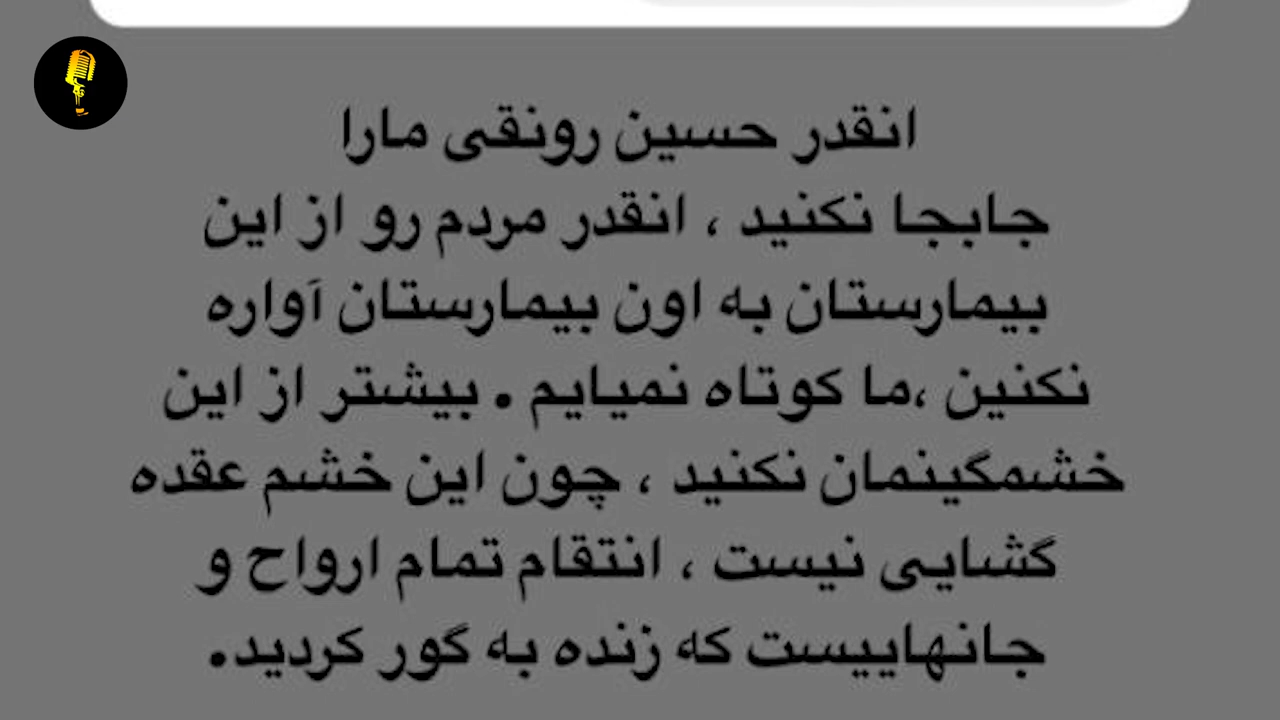 انقدر حسین رونقی مارا
جابجا نکنید ، انقدر مردم رو از این
بیمارستان به اون بیمارستان آواره
نکنین ،ما کوتاه نمیایم . بیشتر از این
خشمگینمان نکنید ، چون این خشم عقده
گشایی نیست ، انتقام تمام ارواح و
جانهاییست که زنده به گور کردید.